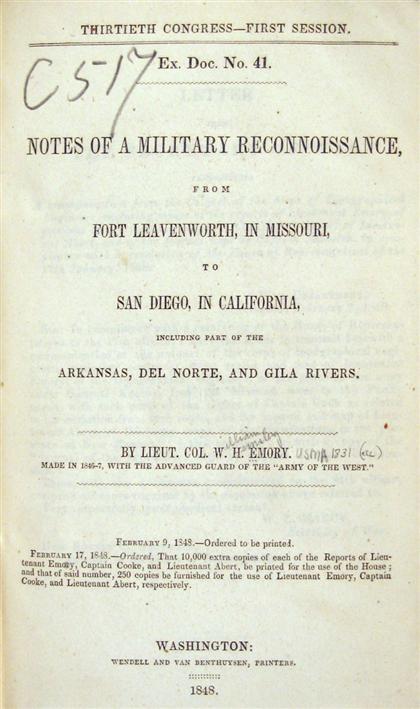 THIRTIETH CONGRESS—FIRST SESSION.
Ex. Doc. No. 41.
C517
NOTES OF A MILITARY RECONNOISSANCE,
FROM
FORT LEAVENWORTH, IN MISSOURI,
TO
SAN DIEGO, IN CALIFORNIA,
INCLUDING PART OF THE
ARKANSAS, DEL NORTE, AND GILA RIVERS.
illiam
BY LIEUT. COL. W. H. EMORY. USMA 1831
MADE IN 1846-7, WITH THE ADVANCED GUARD OF THE "ARMY OF THE WEST."
FEBRUARY 9, 1848.—Ordered to be printed.
FEBRUARY 17, 1848.—Ordered, That 10,000 extra copies of each of the Reports of Lieu-
tenant Emory, Captain Cooke, and Lieutenant Abert, be printed for the use of the House;
and that of said number, 250 copies be furnished for the use of Lieutenant Emory, Captain
Cooke, and Lieutenant Abert, respectively.
WASHINGTON:
WENDELL AND VAN BENTHUYSEN, PRINTERS.
1848.